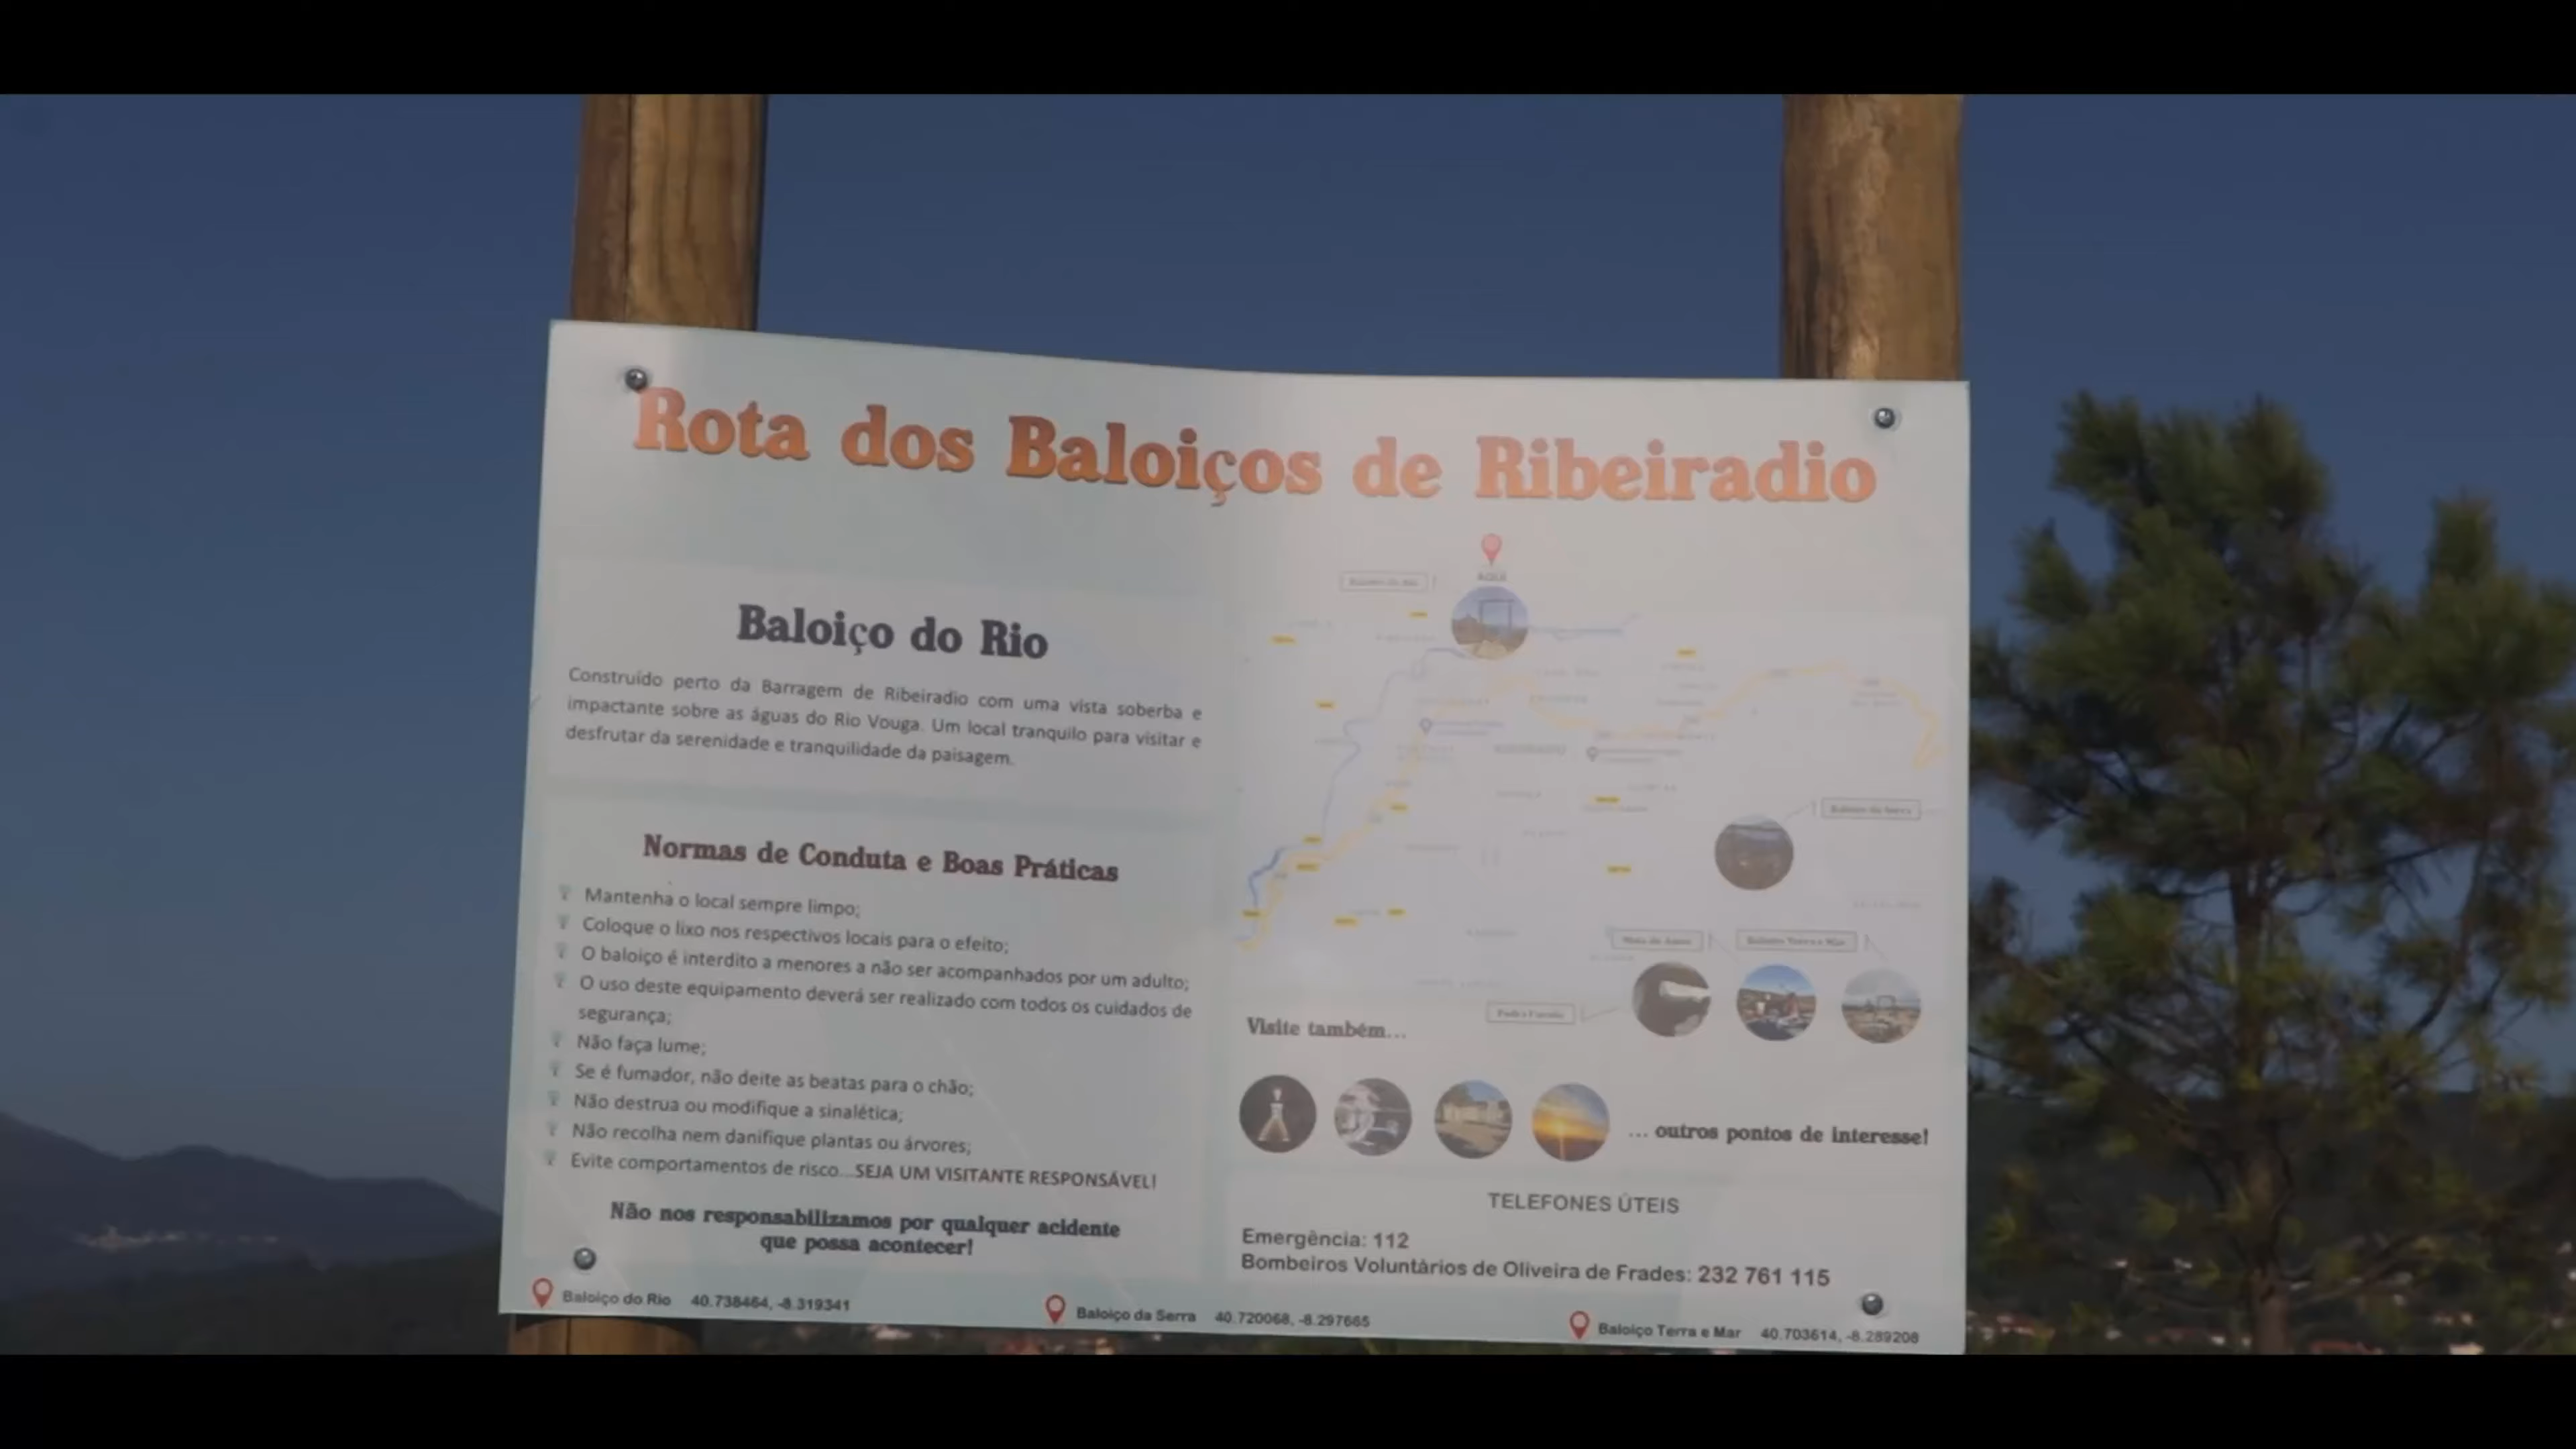 Rota dos Baloiços de Ribeiradio
AQUI
Baloiço do Rio
Construído perto da Barragem de Ribeiradio com uma vista soberba e
impactante sobre as águas do Rio Vouga. Um local tranquilo para visitar e
desfrutar da serenidade e tranquilidade da paisagem.
Normas de Conduta e Boas Práticas
Mantenha o local sempre limpo;
Coloque o lixo nos respectivos locais para o efeito;
O baloiço é interdito a menores a não ser acompanhados por um adulto;
O uso deste equipamento deverá ser realizado com todos os cuidados de
segurança;
Não faça lume;
Se é fumador, não deite as beatas para o chão;
Não destrua ou modifique a sinalética;
Não recolha nem danifique plantas ou árvores;
Evite comportamentos de risco...SEJA UM VISITANTE RESPONSÁVEL!
Não nos responsabilizamos por qualquer acidente
que possa acontecer!
Baloiço da Serra
Baloiço Terra e Mar
Visite também...
... outros pontos de interesse!
TELEFONES ÚTEIS
Emergência: 112
Bombeiros Voluntários de Oliveira de Frades: 232 761 115
Baloiço do Rio 40.738464, -8.319341
Baloiço da Serra 40.720068, -8.297665
Baloiço Terra e Mar 40.703614, -8.289208